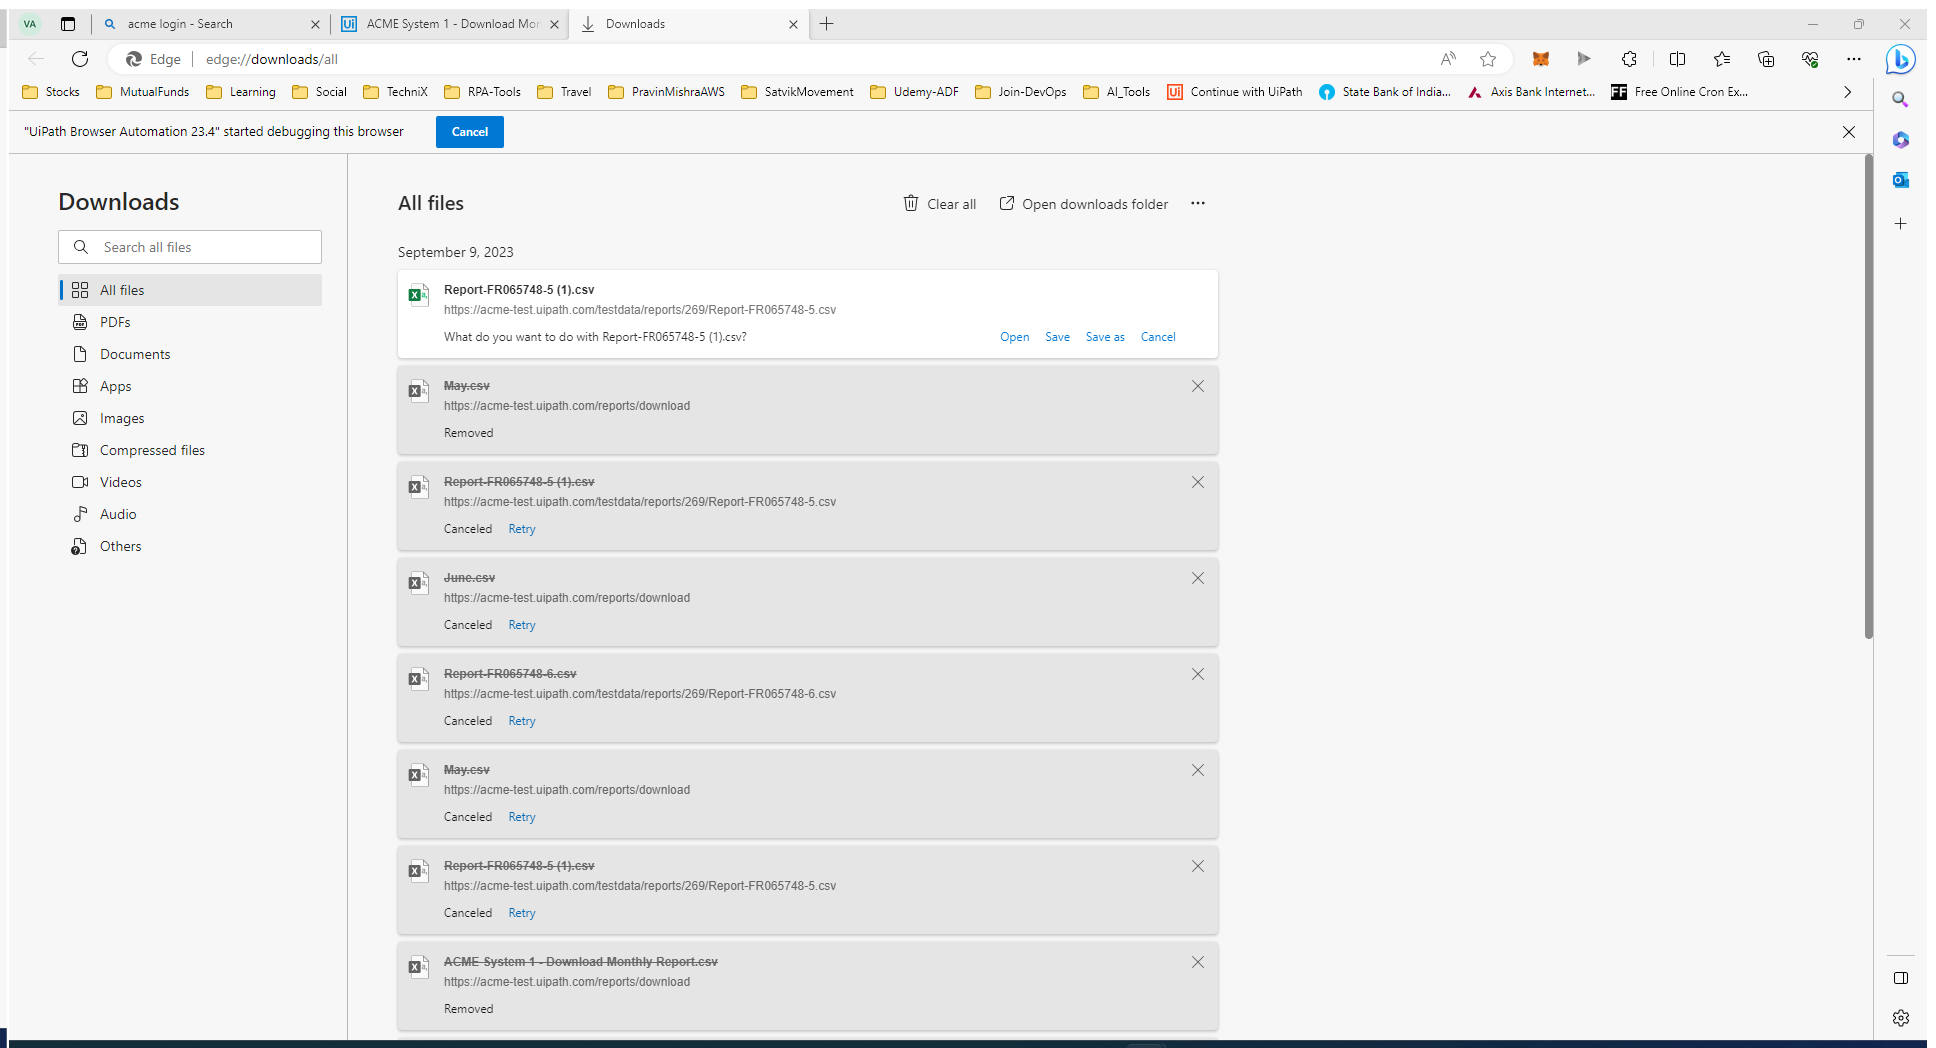 VA
acme login - Search
Ui
ACME System 1 - Download Mon
Downloads
Edge
edge://downloads/all
Stocks
MutualFunds
Learning
Social
TechniX
RPA-Tools
Travel
PravinMishraAWS
SatvikMovement
Udemy-ADF
Join-DevOps
AI_Tools
Ui
Continue with UiPath
State Bank of India...
Axis Bank Internet...
FF
Free Online Cron Ex...
"UiPath Browser Automation 23.4" started debugging this browser
Cancel
Downloads
Search all files
All files
PDFs
Documents
Apps
Images
Compressed files
Videos
Audio
Others
All files
Clear all
Open downloads folder
September 9, 2023
Report-FR065748-5 (1).csv
https://acme-test.uipath.com/testdata/reports/269/Report-FR065748-5.csv
What do you want to do with Report-FR065748-5 (1).csv?
Open Save Save as Cancel
May.csv
https://acme-test.uipath.com/reports/download
Removed
Report-FR065748-5 (1).csv
https://acme-test.uipath.com/testdata/reports/269/Report-FR065748-5.csv
Canceled Retry
June.csv
https://acme-test.uipath.com/reports/download
Canceled Retry
Report-FR065748-6.csv
https://acme-test.uipath.com/testdata/reports/269/Report-FR065748-6.csv
Canceled Retry
May.csv
https://acme-test.uipath.com/reports/download
Canceled Retry
Report-FR065748-5 (1).csv
https://acme-test.uipath.com/testdata/reports/269/Report-FR065748-5.csv
Canceled Retry
ACME System 1 - Download Monthly Report.csv
https://acme-test.uipath.com/reports/download
Removed